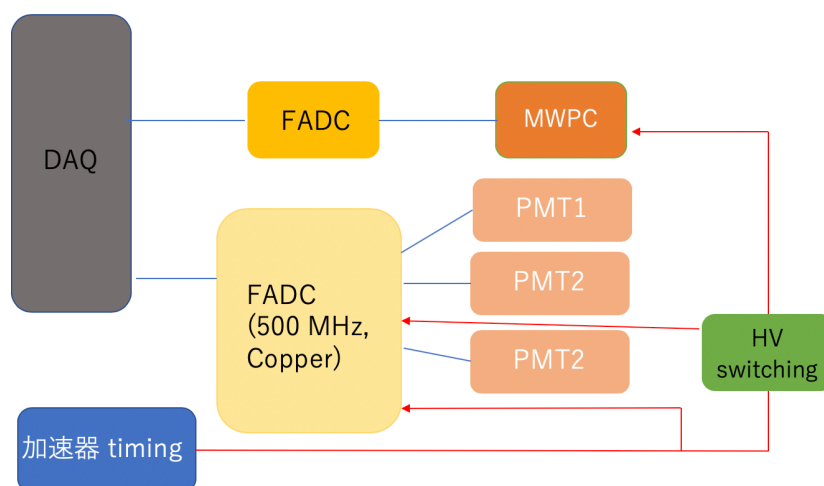 DAQ
FADC
MWPC
PMT1
PMT2
PMT2
FADC
(500 MHz,
Copper)
HV
switching
加速器 timing